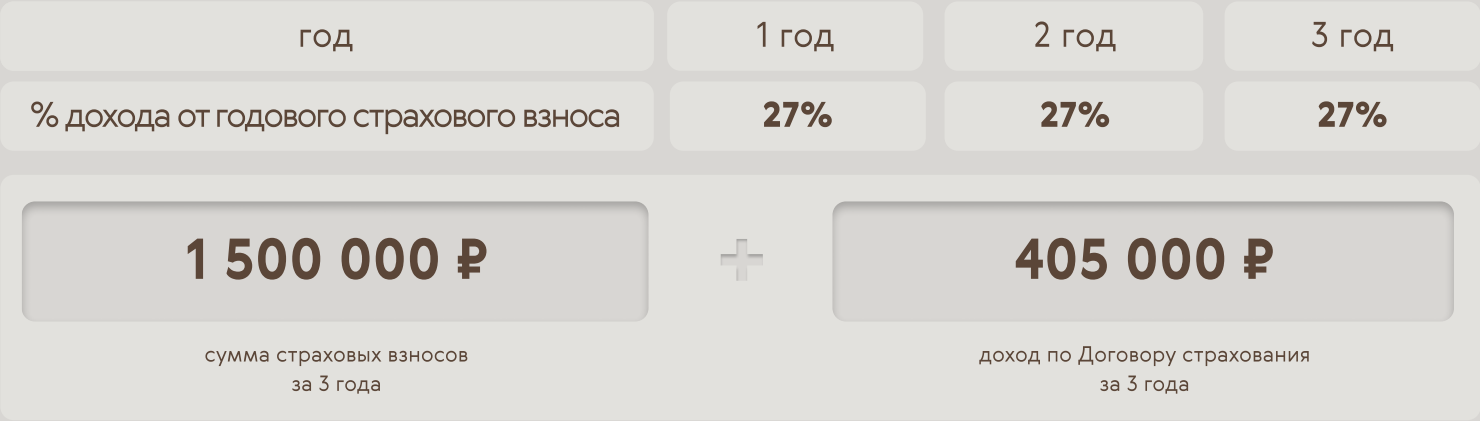 год 1 год 2 год 3 год
% дохода от годового страхового взноса 27% 27% 27%
1 500 000 ₽ + 405 000 ₽
сумма страховых взносов доход по Договору страхования
за 3 года за 3 года